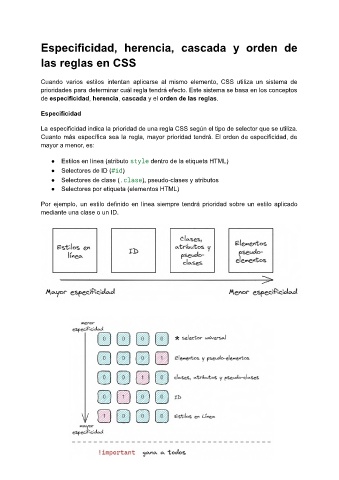 Especificidad, herencia, cascada y orden de
las reglas en CSS
Cuando varios estilos intentan aplicarse al mismo elemento, CSS utiliza un sistema de
prioridades para determinar cuál regla tendrá efecto. Este sistema se basa en los conceptos
de especificidad, herencia, cascada y el orden de las reglas.
Especificidad
La especificidad indica la prioridad de una regla CSS según el tipo de selector que se utiliza.
Cuanto más específica sea la regla, mayor prioridad tendrá. El orden de especificidad, de
mayor a menor, es:
● Estilos en línea (atributo style dentro de la etiqueta HTML)
● Selectores de ID (#id)
● Selectores de clase (.clase), pseudo-clases y atributos
● Selectores por etiqueta (elementos HTML)
Por ejemplo, un estilo definido en línea siempre tendrá prioridad sobre un estilo aplicado
mediante una clase o un ID.
Estilos en
línea
ID
Clases,
atributos y
pseudo-
clases
Elementos
pseudo-
elementos
Mayor especificidad
Menor especificidad
menor
especificidad
0 0 0 0 * selector universal
0 0 0 1 Elementos y pseudo-elementos
0 0 1 0 clases, atributos y pseudo-clases
0 1 0 0 ID
1 0 0 0 Estilos en Línea
mayor
especificidad
!important gana a todos